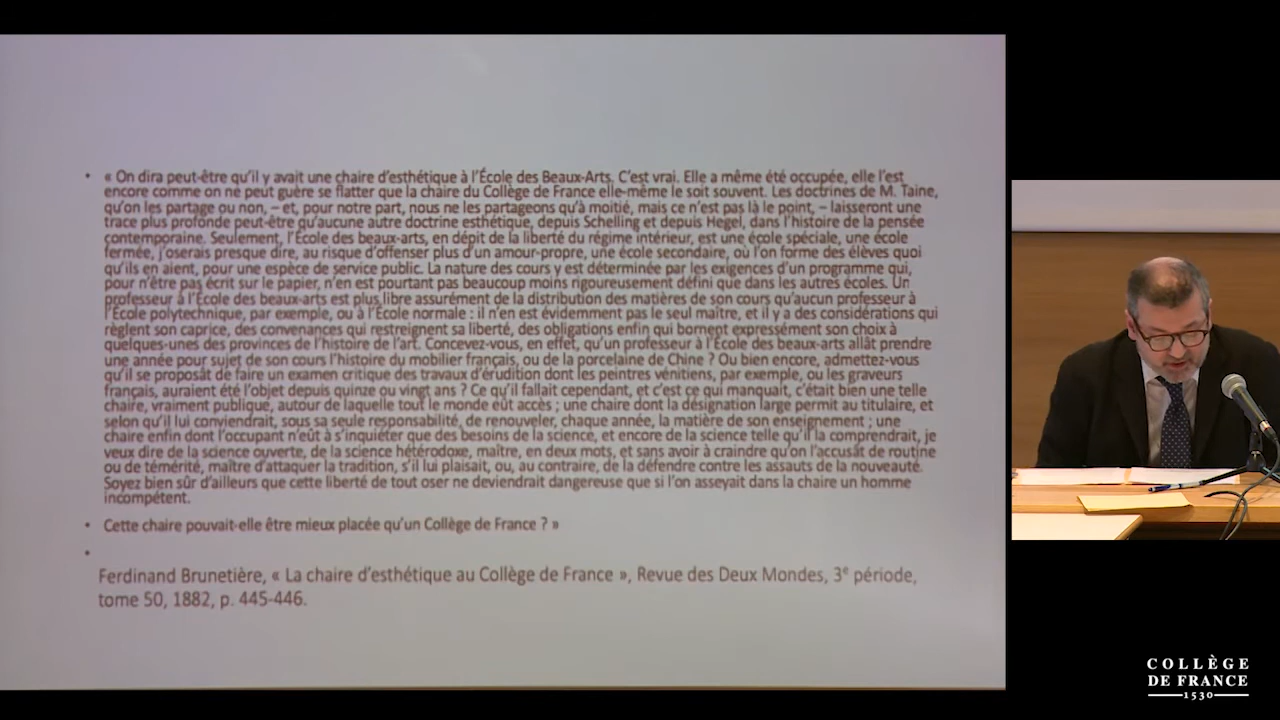 • « On dira peut-être qu'il y avait une chaire d'esthétique à l'École des Beaux-Arts. C'est vrai. Elle a même été occupée, elle l'est
encore comme on ne peut guère se flatter que la chaire du Collège de France elle-même le soit souvent. Les doctrines de M. Taine,
qu'on les partage ou non, – et, pour notre part, nous ne les partageons qu'à moitié, mais ce n'est pas là le point, – laisseront une
trace plus profonde peut-être qu'aucune autre doctrine esthétique, depuis Schelling et depuis Hegel, dans l'histoire de la pensée
contemporaine. Seulement, l'École des beaux-arts, en dépit de la liberté du régime intérieur, est une école spéciale, une école
fermée, j'oserais presque dire, au risque d'offenser plus d'un amour-propre, une école secondaire, où l'on forme des élèves quoi
qu'ils en aient, pour une espèce de service public. La nature des cours y est déterminée par les exigences d'un programme qui,
pour n'être pas écrit sur le papier, n'en est pourtant pas beaucoup moins rigoureusement défini que dans les autres écoles. Un
professeur à l'École des beaux-arts est plus libre assurément de la distribution des matières de son cours qu'aucun professeur à
l'École polytechnique, par exemple, ou à l'École normale : il n'en est évidemment pas le seul maître, et il y a des considérations qui
règlent son caprice, des convenances qui restreignent sa liberté, des obligations enfin qui bornent expressément son choix à
quelques-unes des provinces de l'histoire de l'art. Concevez-vous, en effet, qu'un professeur à l'École des beaux-arts allât prendre
une année pour sujet de son cours l'histoire du mobilier français, ou de la porcelaine de Chine ? Ou bien encore, admettez-vous
qu'il se proposât de faire un examen critique des travaux d'érudition dont les peintres vénitiens, par exemple, ou les graveurs
français, auraient été l'objet depuis quinze ou vingt ans ? Ce qu'il fallait cependant, et c'est ce qui manquait, c'était bien une telle
chaire, vraiment publique, autour de laquelle tout le monde eût accès ; une chaire dont la désignation large permît au titulaire, et
selon qu'il lui conviendrait, sous sa seule responsabilité, de renouveler, chaque année, la matière de son enseignement ; une
chaire enfin dont l'occupant n'eût à s'inquiéter que des besoins de la science, et encore de la science telle qu'il la comprendrait, je
veux dire de la science ouverte, de la science hétérodoxe, maître, en deux mots, et sans avoir à craindre qu'on l'accusât de routine
ou de témérité, maître d'attaquer la tradition, s'il lui plaisait, ou, au contraire, de la défendre contre les assauts de la nouveauté.
Soyez bien sûr d'ailleurs que cette liberté de tout oser ne deviendrait dangereuse que si l'on asseyait dans la chaire un homme
incompétent.
• Cette chaire pouvait-elle être mieux placée qu'un Collège de France ? »
•
Ferdinand Brunetière, « La chaire d'esthétique au Collège de France », Revue des Deux Mondes, 3e période,
tome 50, 1882, p. 445-446.
COLLÈGE
DE FRANCE
1530